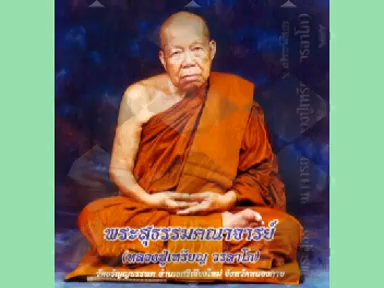 พระสุธรรมคณาจารย์
(หลวงปู่เหรียญ วรลาโภ)
วัดอรัญญบรรพต อำเภอศรีเชียงใหม่ จังหวัดหนองคาย